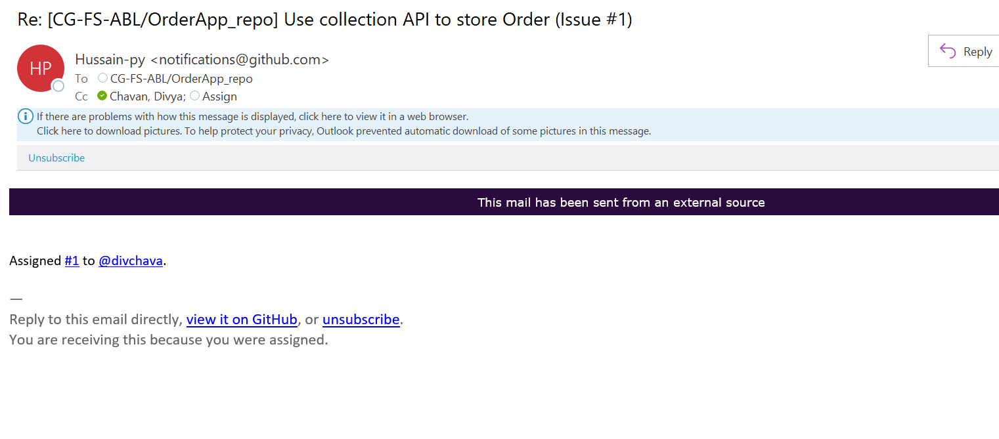 Re: [CG-FS-ABL/OrderApp_repo] Use collection API to store Order (Issue #1)
Reply
HP
Hussain-py <notifications@github.com>
To CG-FS-ABL/OrderApp_repo
Cc Chavan, Divya; Assign
If there are problems with how this message is displayed, click here to view it in a web browser.
Click here to download pictures. To help protect your privacy, Outlook prevented automatic download of some pictures in this message.
Unsubscribe
This mail has been sent from an external source
Assigned #1 to @divchava.
—
Reply to this email directly, view it on GitHub, or unsubscribe.
You are receiving this because you were assigned.